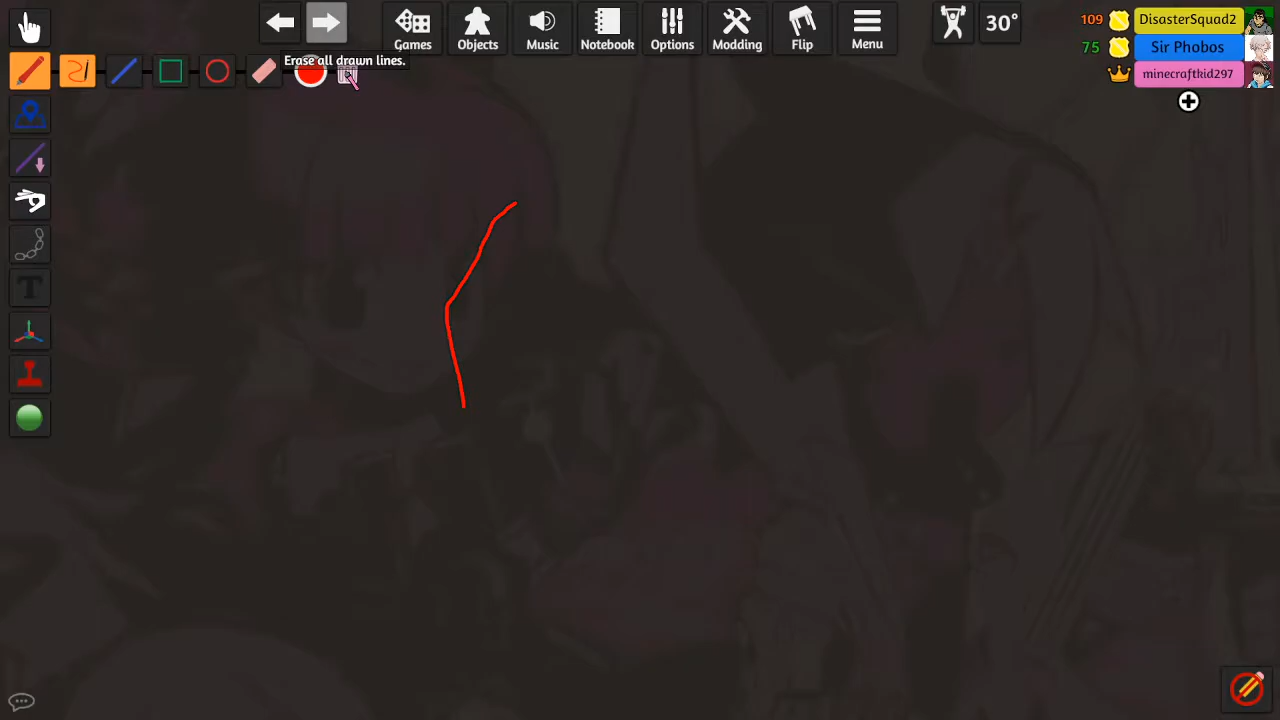 Games
Objects
Music
Notebook
Options
Modding
Flip
Menu
30°
109
DisasterSquad2
75
Sir Phobos
minecraftkid297
Erase all drawn lines.
T